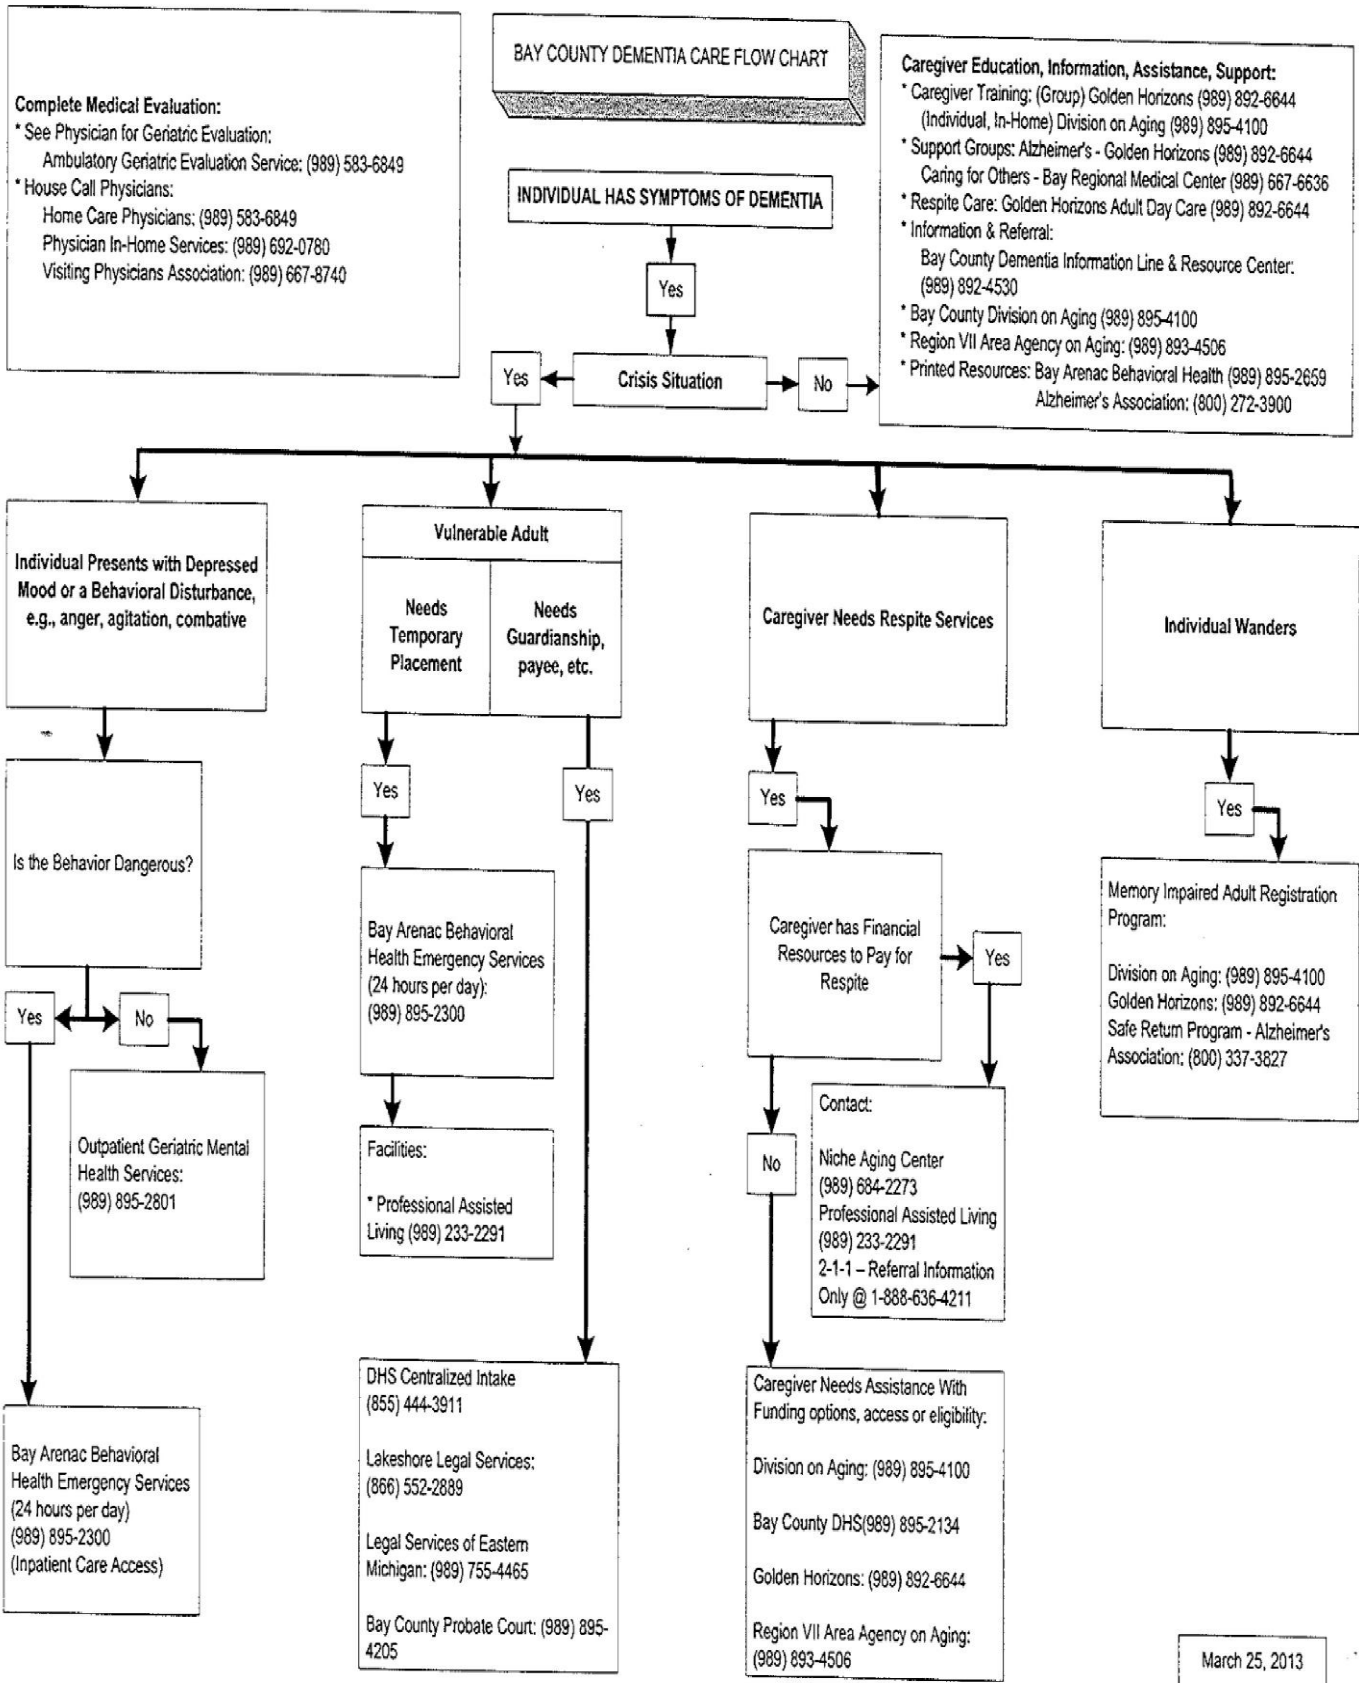 BAY COUNTY DEMENTIA CARE FLOW CHART
Complete Medical Evaluation:
* See Physician for Geriatric Evaluation:
Ambulatory Geriatric Evaluation Service: (989) 583-6849
* House Call Physicians:
Home Care Physicians: (989) 583-6849
Physician In-Home Services: (989) 692-0780
Visiting Physicians Association: (989) 667-8740
INDIVIDUAL HAS SYMPTOMS OF DEMENTIA
Yes
Crisis Situation
Yes
No
Caregiver Education, Information, Assistance, Support:
* Caregiver Training: (Group) Golden Horizons (989) 892-6644
(Individual, In-Home) Division on Aging (989) 895-4100
* Support Groups: Alzheimer's - Golden Horizons (989) 892-6644
Caring for Others - Bay Regional Medical Center (989) 667-6636
* Respite Care: Golden Horizons Adult Day Care (989) 892-6644
* Information & Referral:
Bay County Dementia Information Line & Resource Center:
(989) 892-4530
* Bay County Division on Aging (989) 895-4100
* Region VII Area Agency on Aging: (989) 893-4506
* Printed Resources: Bay Arenac Behavioral Health (989) 895-2659
Alzheimer's Association: (800) 272-3900
Individual Presents with Depressed
Mood or a Behavioral Disturbance,
e.g., anger, agitation, combative
Is the Behavior Dangerous?
Yes
No
Outpatient Geriatric Mental
Health Services:
(989) 895-2801
Bay Arenac Behavioral
Health Emergency Services
(24 hours per day)
(989) 895-2300
(Inpatient Care Access)
Vulnerable Adult
Needs
Temporary
Placement
Needs
Guardianship,
payee, etc.
Yes
Yes
Bay Arenac Behavioral
Health Emergency Services
(24 hours per day):
(989) 895-2300
Facilities:
* Professional Assisted
Living (989) 233-2291
DHS Centralized Intake
(855) 444-3911
Lakeshore Legal Services:
(866) 552-2889
Legal Services of Eastern
Michigan: (989) 755-4465
Bay County Probate Court: (989) 895-
4205
Caregiver Needs Respite Services
Yes
Caregiver has Financial
Resources to Pay for
Respite
Yes
Contact:
Niche Aging Center
(989) 684-2273
Professional Assisted Living
(989) 233-2291
2-1-1 – Referral Information
Only @ 1-888-636-4211
No
Caregiver Needs Assistance With
Funding options, access or eligibility:
Division on Aging: (989) 895-4100
Bay County DHS(989) 895-2134
Golden Horizons: (989) 892-6644
Region VII Area Agency on Aging:
(989) 893-4506
Individual Wanders
Yes
Memory Impaired Adult Registration
Program:
Division on Aging: (989) 895-4100
Golden Horizons: (989) 892-6644
Safe Return Program - Alzheimer's
Association: (800) 337-3827
March 25, 2013